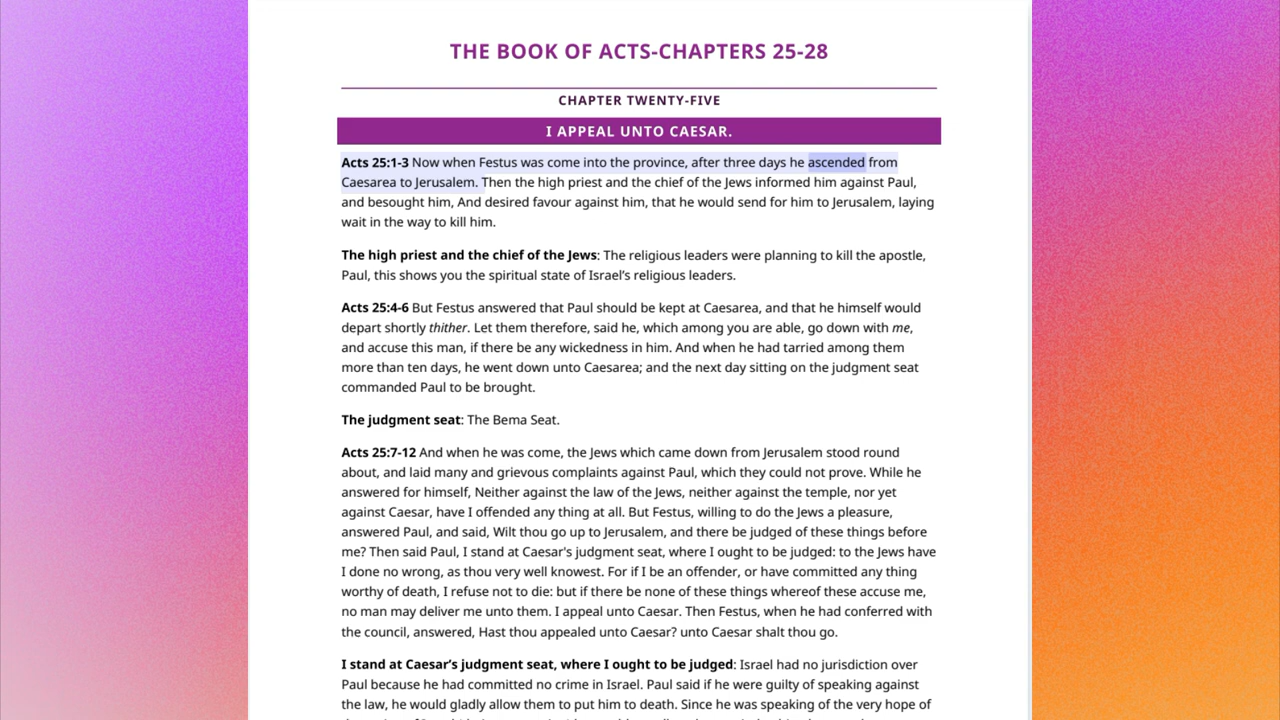 THE BOOK OF ACTS-CHAPTERS 25-28
CHAPTER TWENTY-FIVE
I APPEAL UNTO CAESAR.
Acts 25:1-3 Now when Festus was come into the province, after three days he ascended from
Caesarea to Jerusalem. Then the high priest and the chief of the Jews informed him against Paul,
and besought him, And desired favour against him, that he would send for him to Jerusalem, laying
wait in the way to kill him.
The high priest and the chief of the Jews: The religious leaders were planning to kill the apostle,
Paul, this shows you the spiritual state of Israel’s religious leaders.
Acts 25:4-6 But Festus answered that Paul should be kept at Caesarea, and that he himself would
depart shortly thither. Let them therefore, said he, which among you are able, go down with me,
and accuse this man, if there be any wickedness in him. And when he had tarried among them
more than ten days, he went down unto Caesarea; and the next day sitting on the judgment seat
commanded Paul to be brought.
The judgment seat: The Bema Seat.
Acts 25:7-12 And when he was come, the Jews which came down from Jerusalem stood round
about, and laid many and grievous complaints against Paul, which they could not prove. While he
answered for himself, Neither against the law of the Jews, neither against the temple, nor yet
against Caesar, have I offended any thing at all. But Festus, willing to do the Jews a pleasure,
answered Paul, and said, Wilt thou go up to Jerusalem, and there be judged of these things before
me? Then said Paul, I stand at Caesar's judgment seat, where I ought to be judged: to the Jews have
I done no wrong, as thou very well knowest. For if I be an offender, or have committed any thing
worthy of death, I refuse not to die: but if there be none of these things whereof these accuse me,
no man may deliver me unto them. I appeal unto Caesar. Then Festus, when he had conferred with
the council, answered, Hast thou appealed unto Caesar? unto Caesar shalt thou go.
I stand at Caesar’s judgment seat, where I ought to be judged: Israel had no jurisdiction over
Paul because he had committed no crime in Israel. Paul said if he were guilty of speaking against
the law, he would gladly allow them to put him to death. Since he was speaking of the very hope of